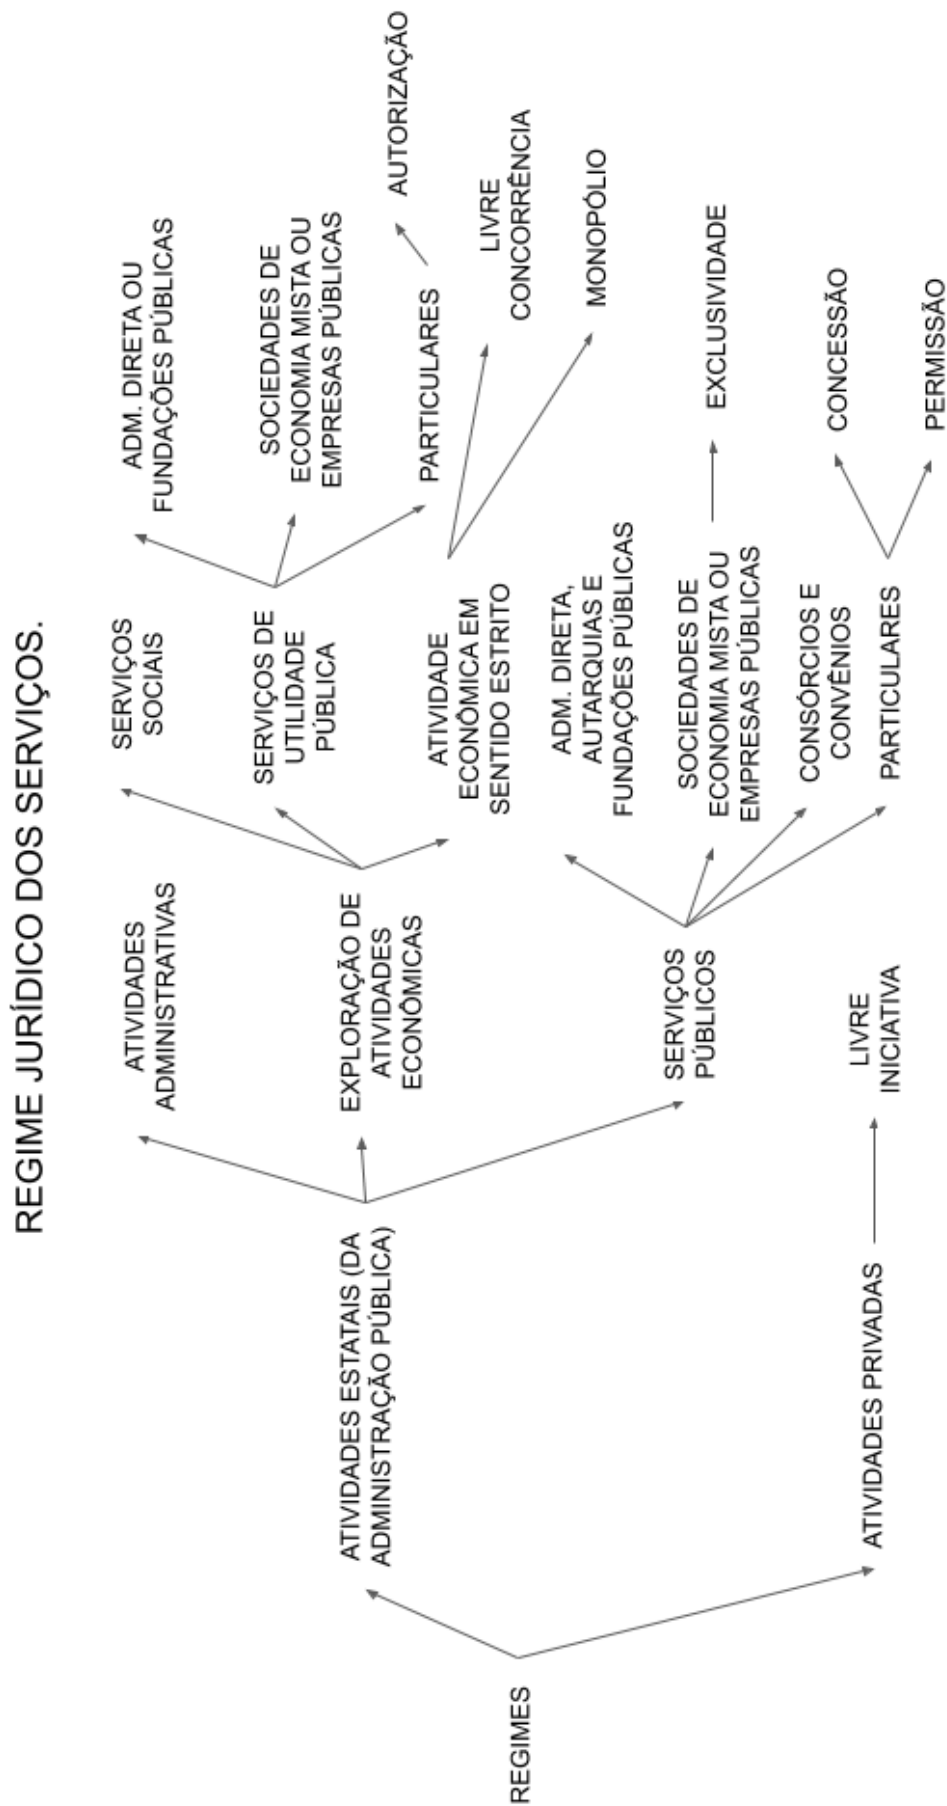 REGIME JURÍDICO DOS SERVIÇOS.
REGIMES
ATIVIDADES ESTATAIS (DA
ADMINISTRAÇÃO PÚBLICA)
ATIVIDADES PRIVADAS
ATIVIDADES
ADMINISTRATIVAS
EXPLORAÇÃO DE
ATIVIDADES
ECONÔMICAS
SERVIÇOS
PÚBLICOS
LIVRE
INICIATIVA
SERVIÇOS
SOCIAIS
SERVIÇOS DE
UTILIDADE
PÚBLICA
ATIVIDADE
ECONÔMICA EM
SENTIDO ESTRITO
ADM. DIRETA,
AUTARQUIAS E
FUNDAÇÕES PÚBLICAS
SOCIEDADES DE
ECONOMIA MISTA OU
EMPRESAS PÚBLICAS
CONSÓRCIOS E
CONVÊNIOS
PARTICULARES
ADM. DIRETA OU
FUNDAÇÕES PÚBLICAS
SOCIEDADES DE
ECONOMIA MISTA OU
EMPRESAS PÚBLICAS
PARTICULARES
AUTORIZAÇÃO
LIVRE
CONCORRÊNCIA
MONOPÓLIO
EXCLUSIVIDADE
CONCESSÃO
PERMISSÃO